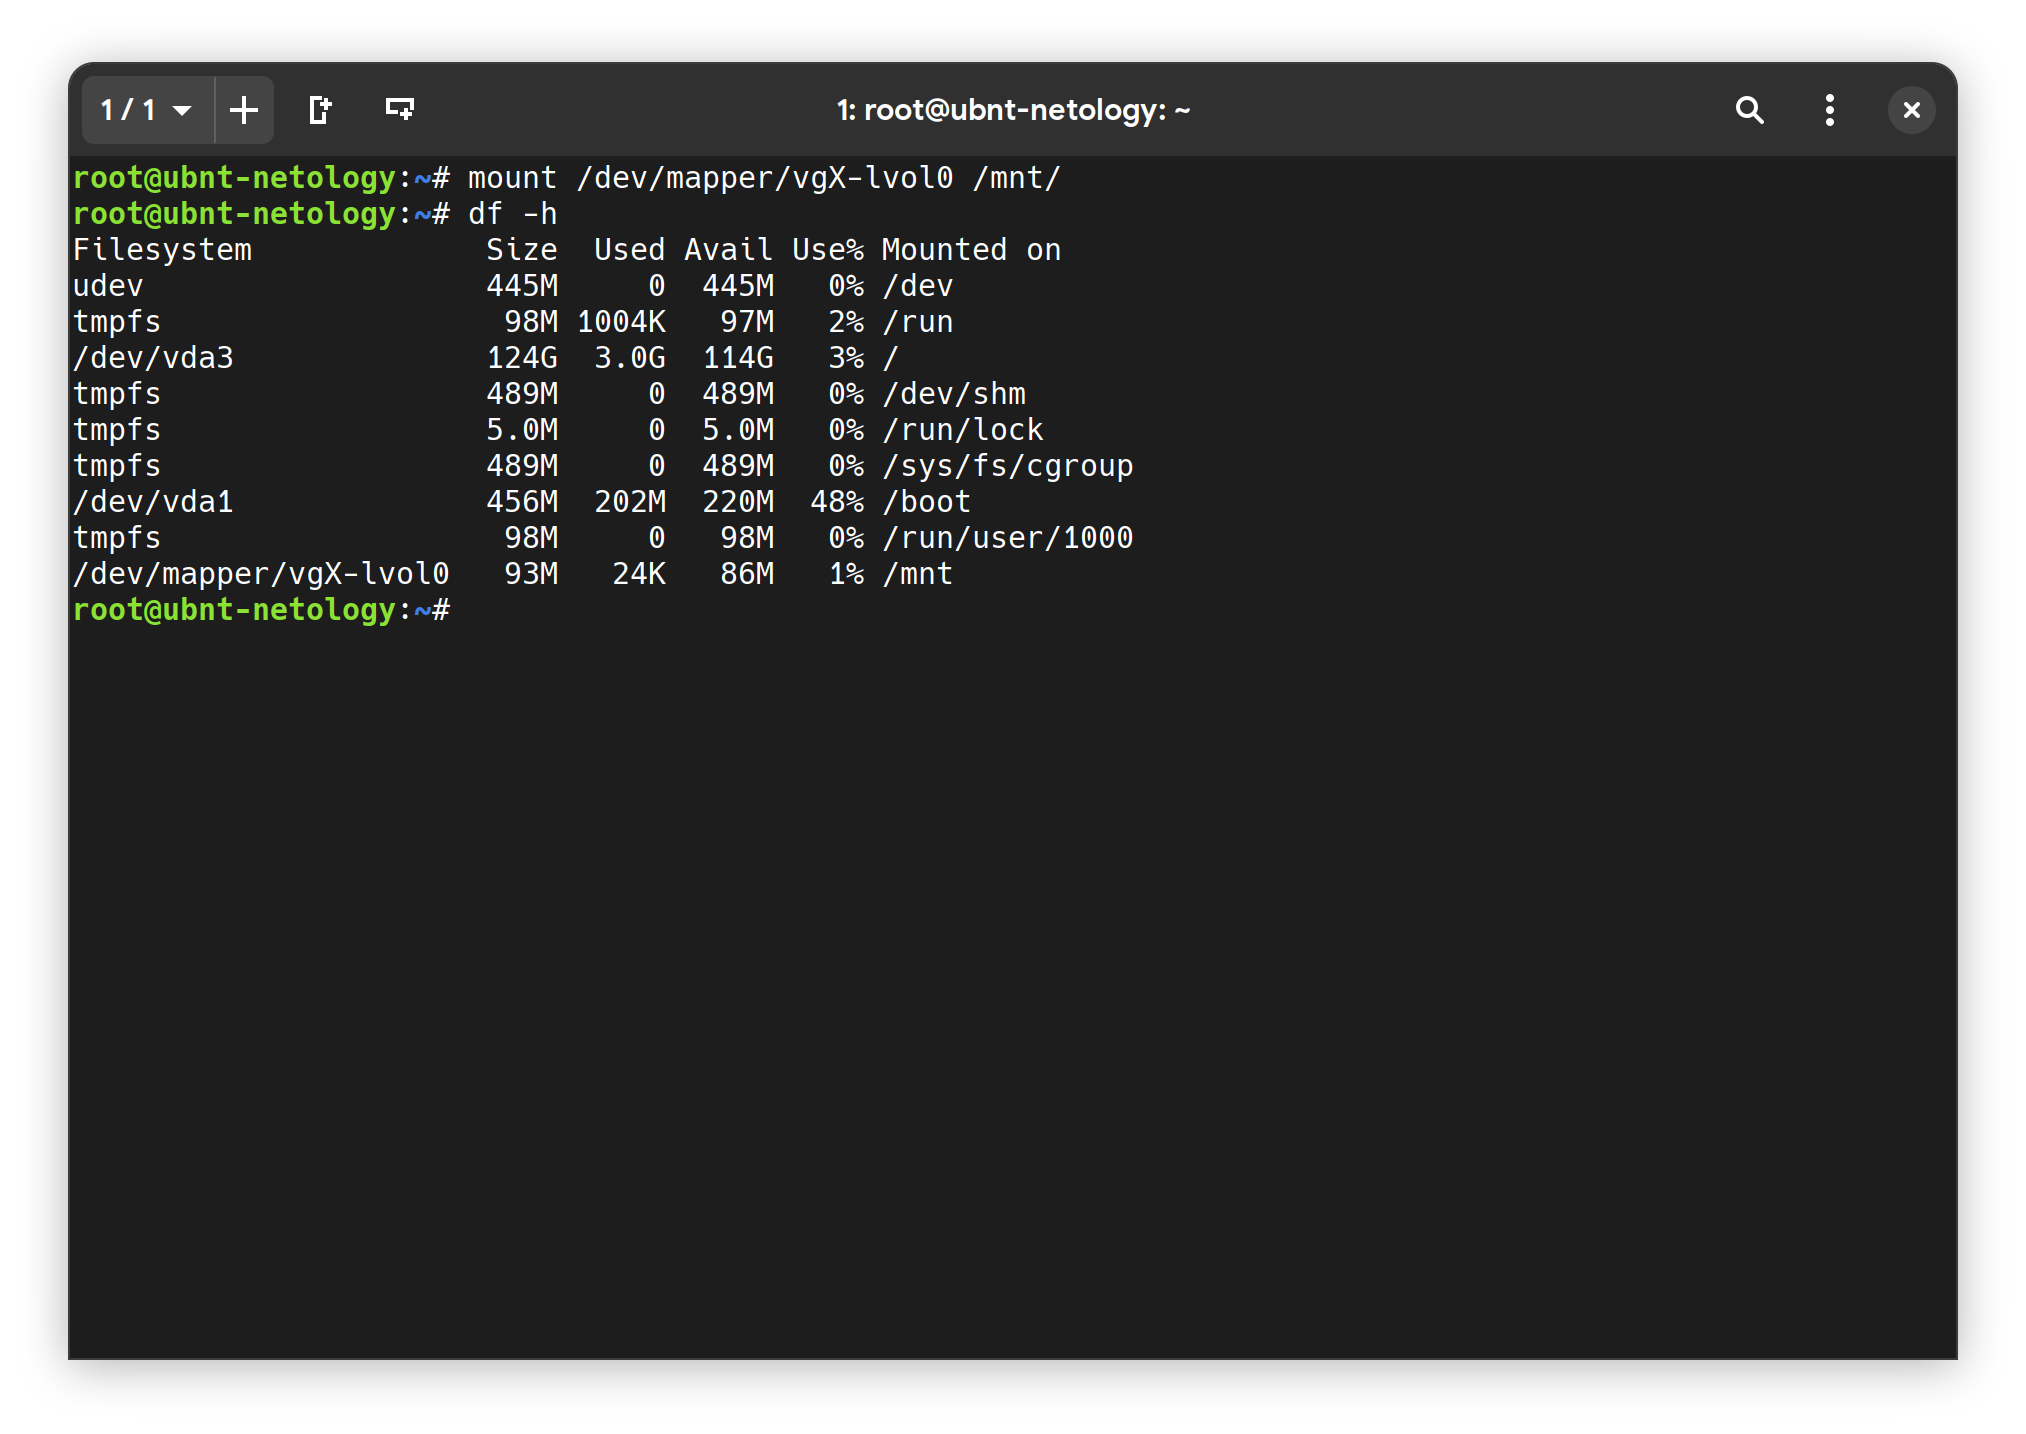 1 / 1
1: root@ubnt-netology: ~
root@ubnt-netology:~# mount /dev/mapper/vgX-lvol0 /mnt/
root@ubnt-netology:~# df -h
Filesystem             Size  Used Avail Use% Mounted on
udev                   445M     0  445M   0% /dev
tmpfs                   98M 1004K   97M   2% /run
/dev/vda3              124G  3.0G  114G   3% /
tmpfs                  489M     0  489M   0% /dev/shm
tmpfs                  5.0M     0  5.0M   0% /run/lock
tmpfs                  489M     0  489M   0% /sys/fs/cgroup
/dev/vda1              456M  202M  220M  48% /boot
tmpfs                   98M     0   98M   0% /run/user/1000
/dev/mapper/vgX-lvol0   93M   24K   86M   1% /mnt
root@ubnt-netology:~#